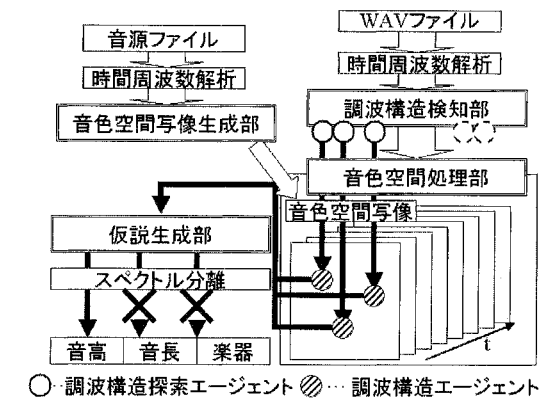 音源ファイル
時間周波数解析
音色空間写像生成部
WAVファイル
時間周波数解析
調波構造検知部
音色空間処理部
音色空間写像
仮説生成部
スペクトル分離
音高
音長
楽器
t
○‥調波構造探索エージェント
‥調波構造エージェント